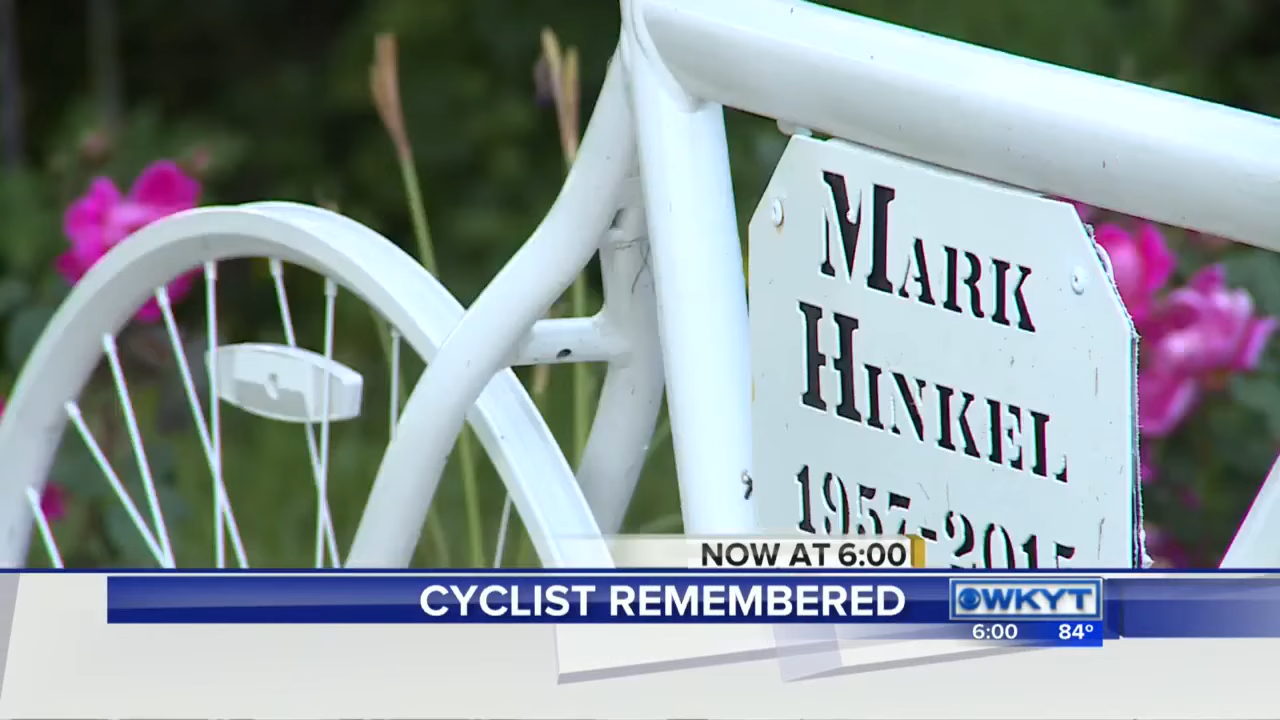 MARK
HINKEL
1957-2015
NOW AT 6:00
CYCLIST REMEMBERED
WKYT
6:00 84°